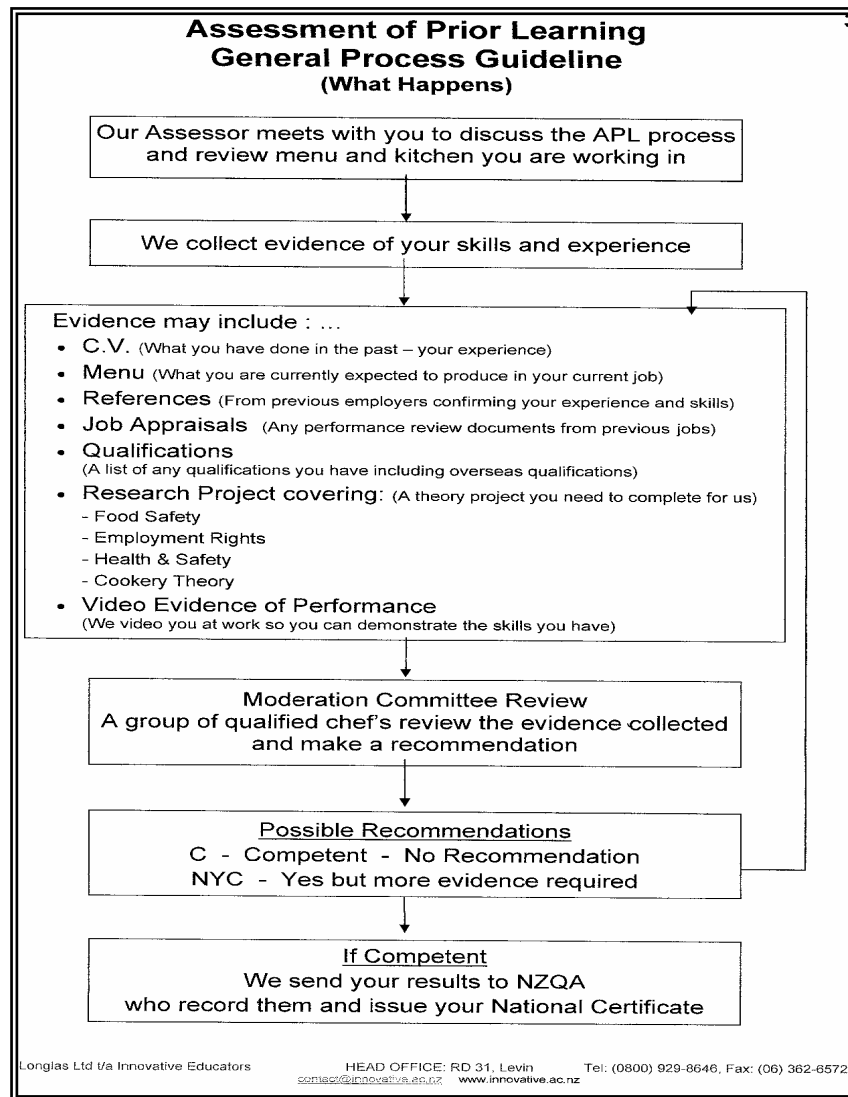 Assessment of Prior Learning
General Process Guideline
(What Happens)
Our Assessor meets with you to discuss the APL process
and review menu and kitchen you are working in
We collect evidence of your skills and experience
Evidence may include : ...
• C.V. (What you have done in the past – your experience)
• Menu (What you are currently expected to produce in your current job)
• References (From previous employers confirming your experience and skills)
• Job Appraisals (Any performance review documents from previous jobs)
• Qualifications
(A list of any qualifications you have including overseas qualifications)
• Research Project covering: (A theory project you need to complete for us)
- Food Safety
- Employment Rights
- Health & Safety
- Cookery Theory
• Video Evidence of Performance
(We video you at work so you can demonstrate the skills you have)
Moderation Committee Review
A group of qualified chef's review the evidence collected
and make a recommendation
Possible Recommendations
C - Competent - No Recommendation
NYC - Yes but more evidence required
If Competent
We send your results to NZQA
who record them and issue your National Certificate
Longlas Ltd t/a Innovative Educators HEAD OFFICE: RD 31, Levin Tel: (0800) 929-8646, Fax: (06) 362-6572
contact@innovative.ac.nz www.innovative.ac.nz